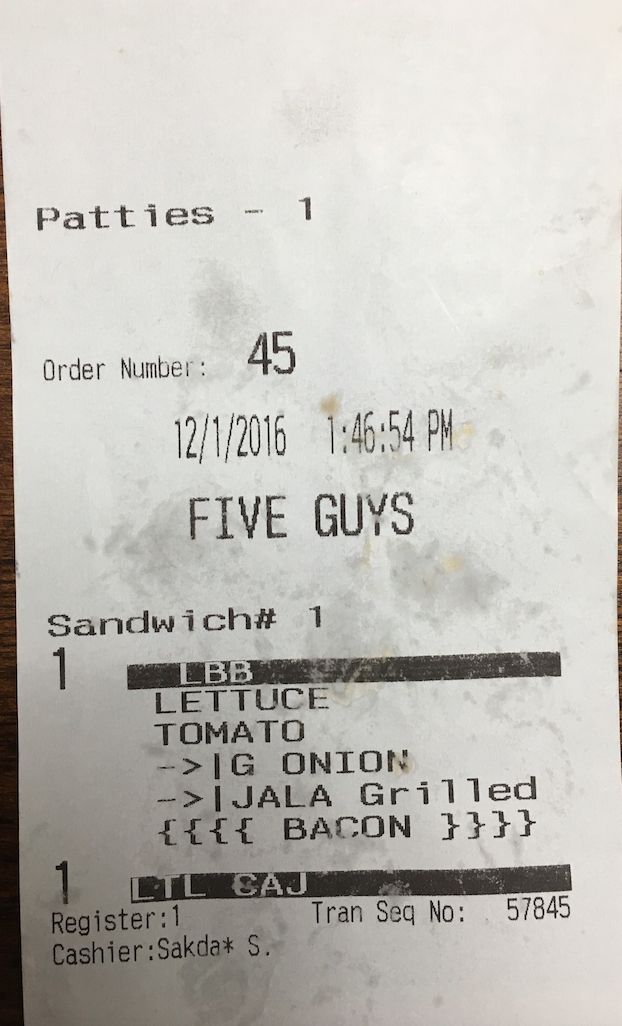 Patties - 1
Order Number: 45
12/1/2016 1:46:54 PM
FIVE GUYS
Sandwich# 1
1 LBB
LETTUCE
TOMATO
->|G ONION
->|JALA Grilled
{{{{ BACON }}}}
1 LTL CAJ
Register:1 Tran Seq No: 57845
Cashier:Sakda* S.